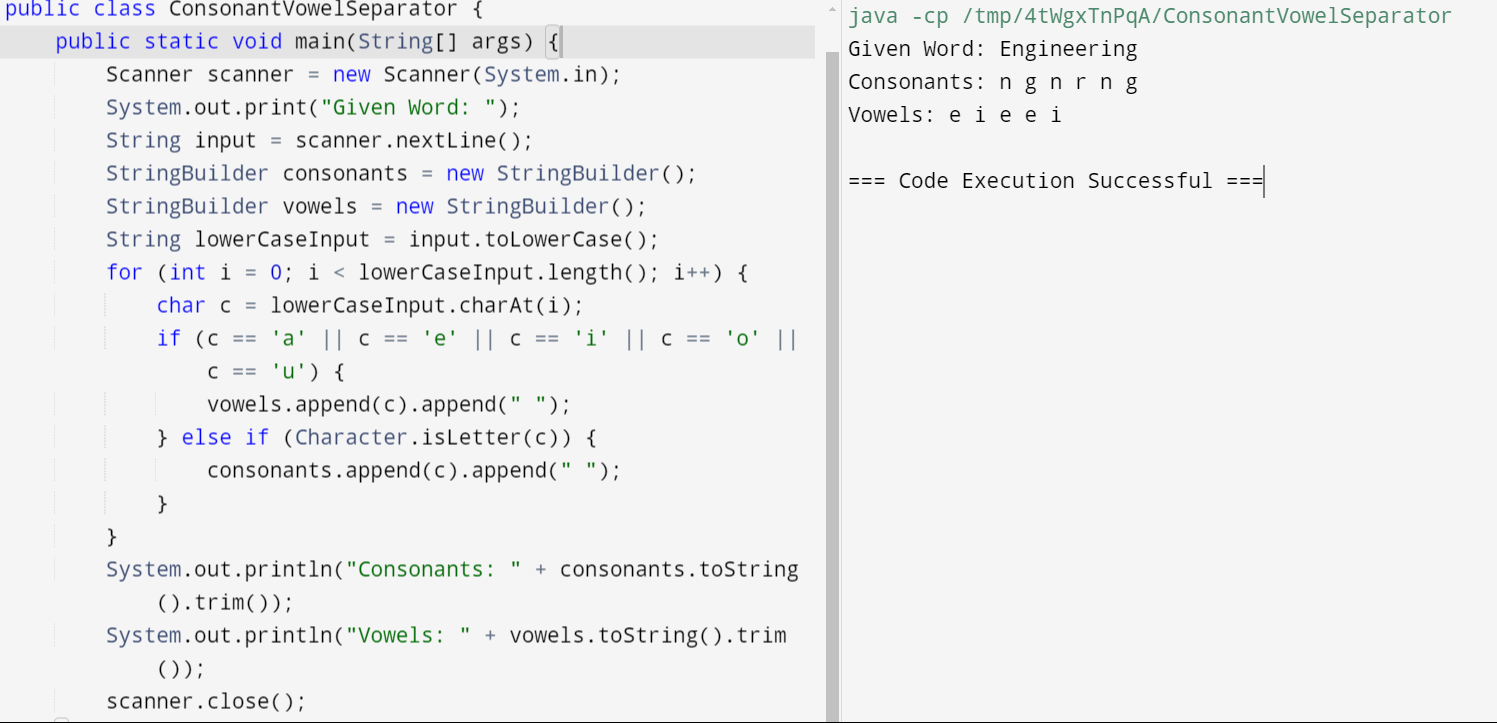 public class ConsonantVowelSeparator {
    public static void main(String[] args) {
        Scanner scanner = new Scanner(System.in);
        System.out.print("Given Word: ");
        String input = scanner.nextLine();
        StringBuilder consonants = new StringBuilder();
        StringBuilder vowels = new StringBuilder();
        String lowerCaseInput = input.toLowerCase();
        for (int i = 0; i < lowerCaseInput.length(); i++) {
            char c = lowerCaseInput.charAt(i);
            if (c == 'a' || c == 'e' || c == 'i' || c == 'o' ||
                c == 'u') {
                vowels.append(c).append(" ");
            } else if (Character.isLetter(c)) {
                consonants.append(c).append(" ");
            }
        }
        System.out.println("Consonants: " + consonants.toString
            ().trim());
        System.out.println("Vowels: " + vowels.toString().trim
            ());
        scanner.close();
java -cp /tmp/4tWgxTnPqA/ConsonantVowelSeparator
Given Word: Engineering
Consonants: n g n r n g
Vowels: e i e e i
=== Code Execution Successful ===